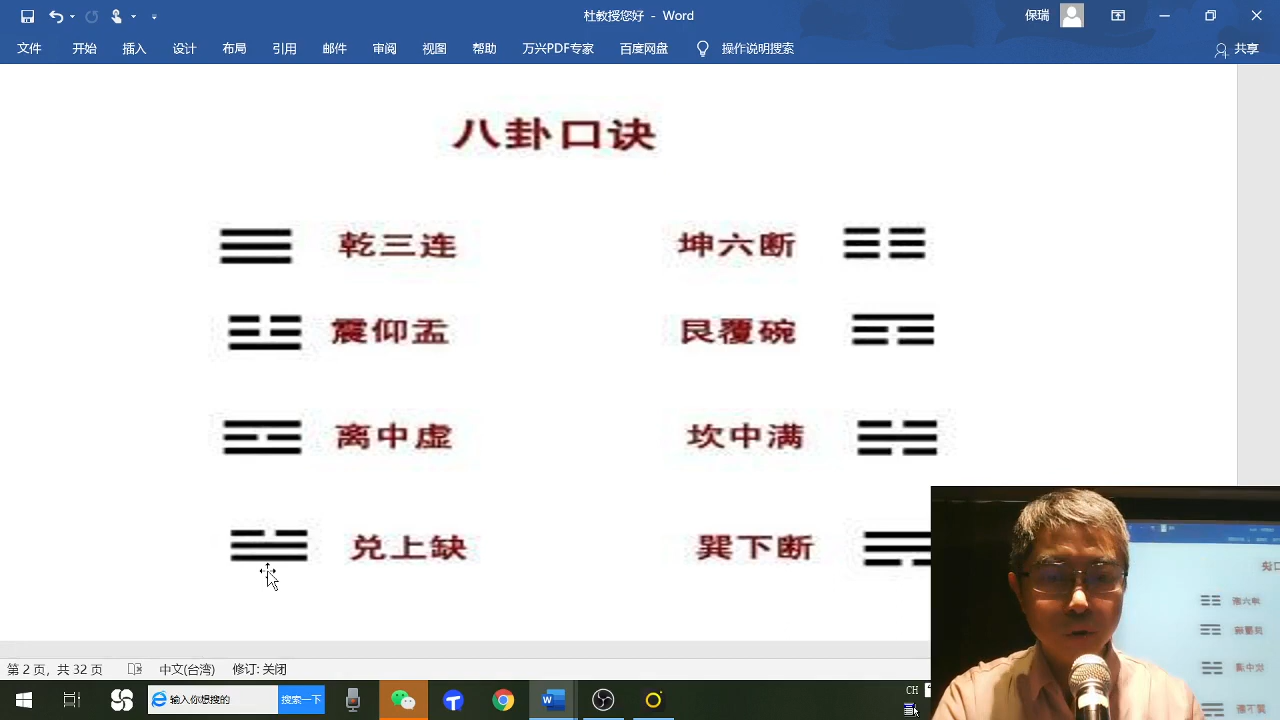 杜教授您好 - Word
保瑞
文件 开始 插入 设计 布局 引用 邮件 审阅 视图 帮助 万兴PDF专家 百度网盘 操作说明搜索 共享
八卦口诀
乾三连 坤六断
震仰盂 艮覆碗
离中虚 坎中满
兑上缺 巽下断
第 2 页，共 32 页 中文(台湾) 修订: 关闭
输入你想搜的 搜索一下
CH